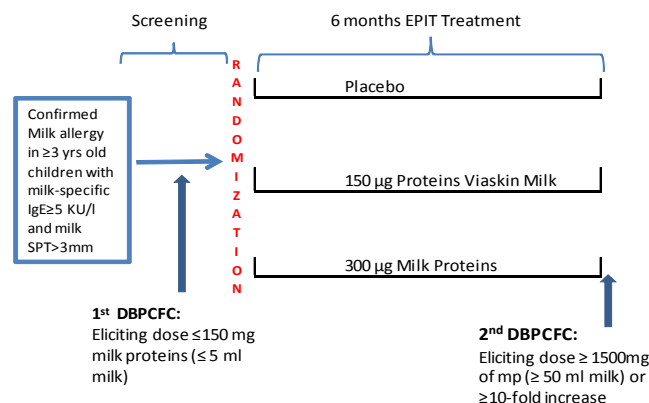 Screening
6 months EPIT Treatment
Confirmed
Milk allergy
in ≥3 yrs old
children with
milk-specific
IgE≥5 KU/l
and milk
SPT>3mm
RANDOMIZATION
Placebo
150 µg Proteins Viaskin Milk
300 µg Milk Proteins
1st DBPCFC:
Eliciting dose ≤150 mg
milk proteins (≤ 5 ml
milk)
2nd DBPCFC:
Eliciting dose ≥ 1500mg
of mp (≥ 50 ml milk) or
≥10-fold increase